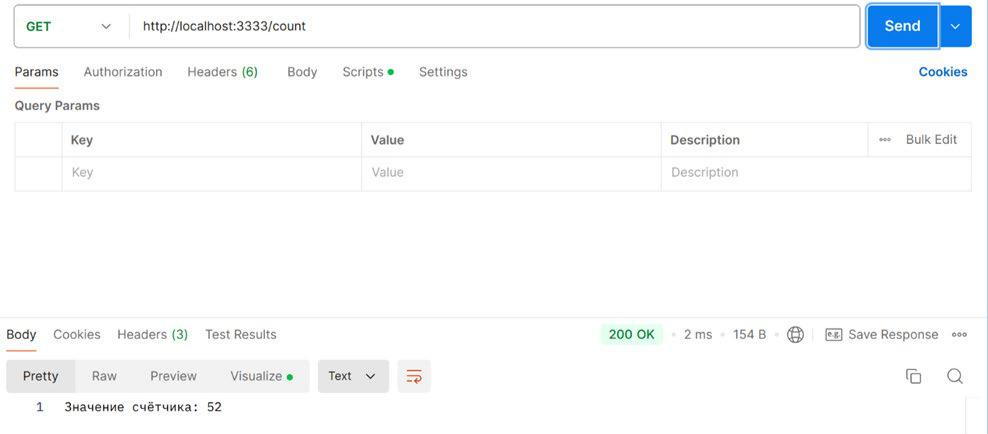 GET http://localhost:3333/count Send
Params Authorization Headers (6) Body Scripts Settings Cookies
Query Params
Key Value Description Bulk Edit
Key Value Description
Body Cookies Headers (3) Test Results 200 OK 2 ms 154 B e.g. Save Response
Pretty Raw Preview Visualize Text
1 Значение счётчика: 52